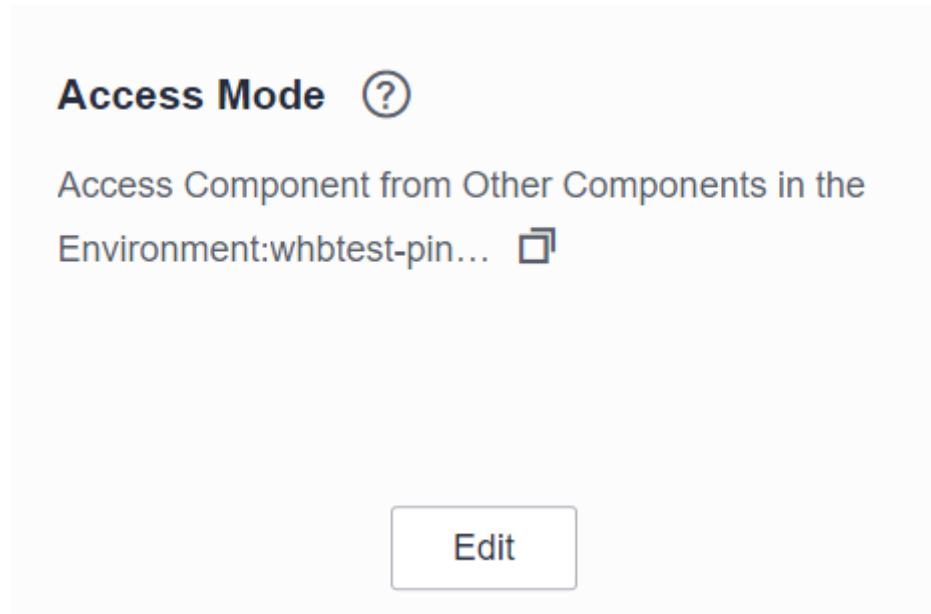 Access Mode ?
Access Component from Other Components in the
Environment:whbtest-pin...
Edit